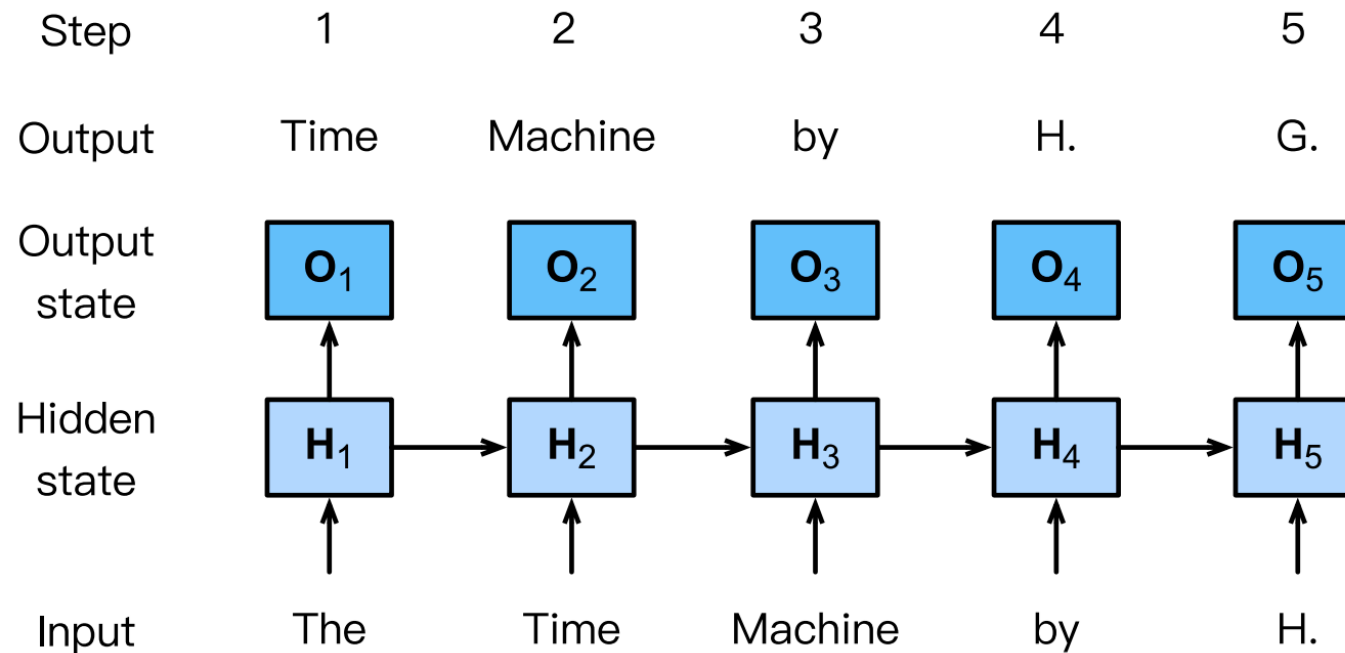 Step 1 2 3 4 5
Output Time Machine by H. G.
Output
state
O1 O2 O3 O4 O5
Hidden
state
H1 H2 H3 H4 H5
Input The Time Machine by H.